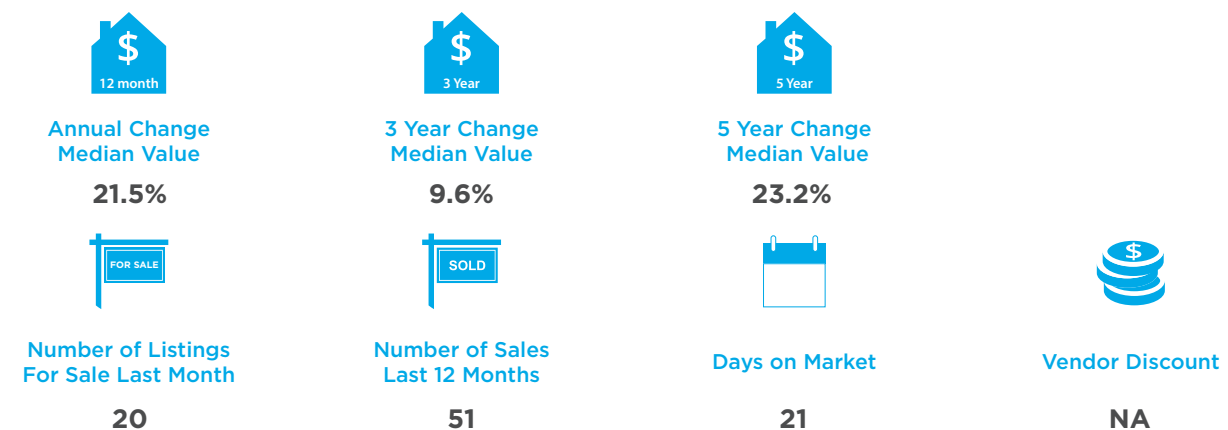 $
12 month
Annual Change
Median Value
21.5%
$
3 Year
3 Year Change
Median Value
9.6%
$
5 Year
5 Year Change
Median Value
23.2%
FOR SALE
Number of Listings
For Sale Last Month
20
SOLD
Number of Sales
Last 12 Months
51
Days on Market
21
$
Vendor Discount
NA